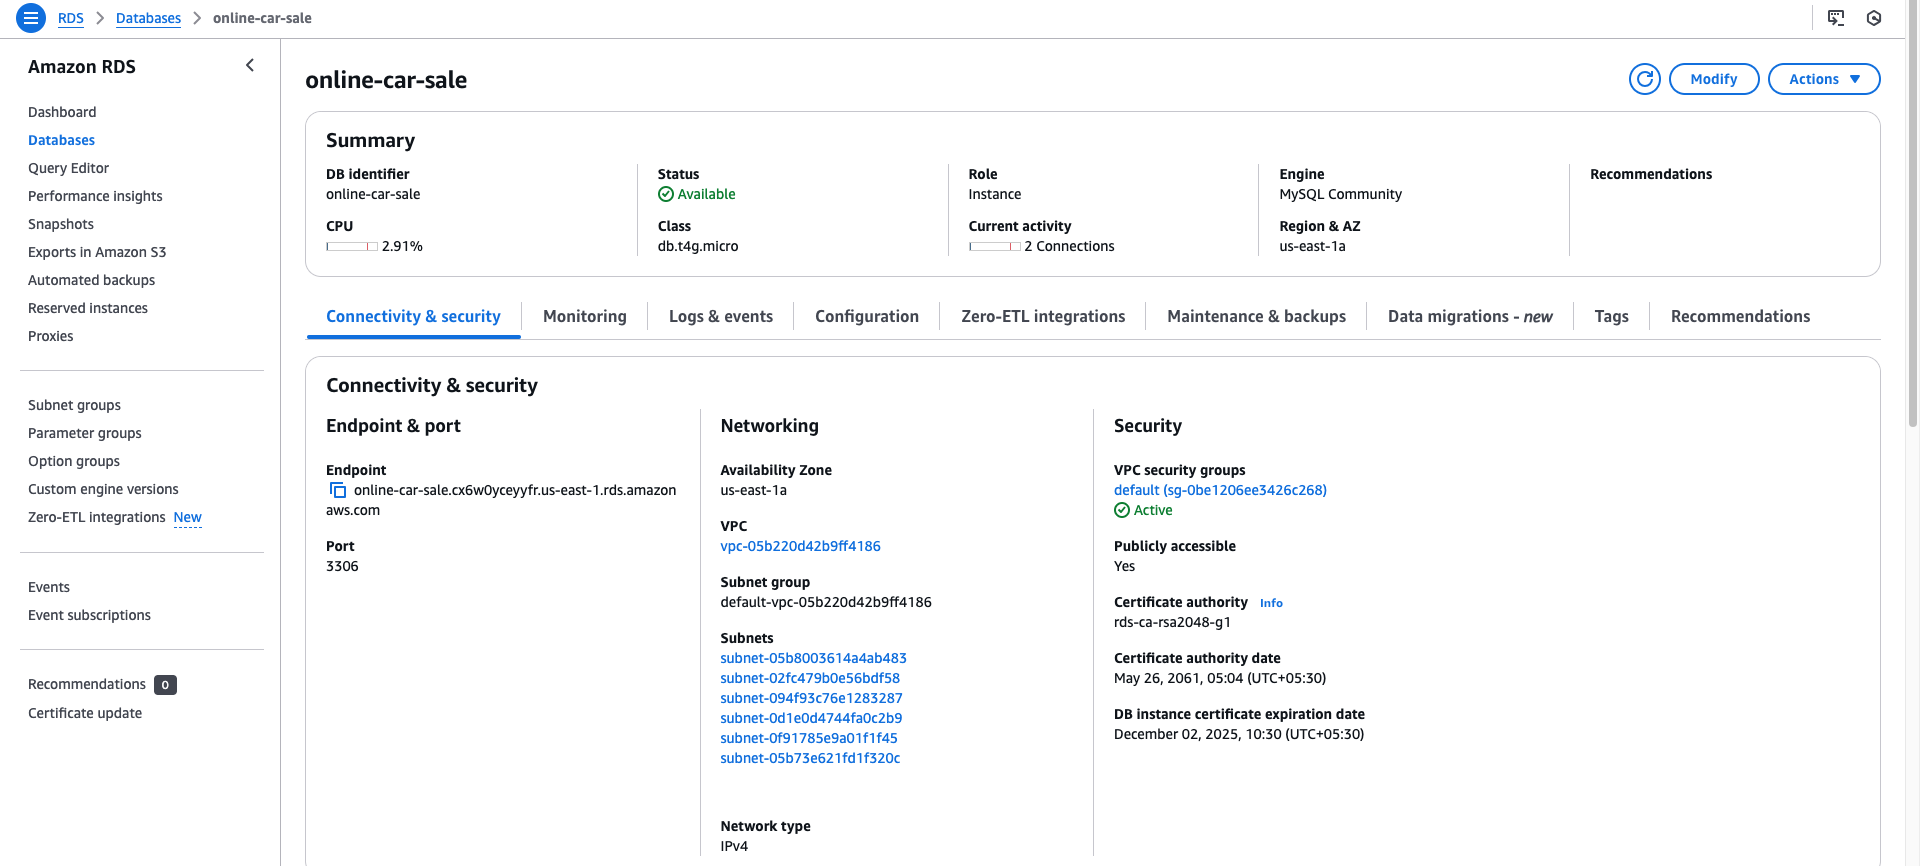 RDS > Databases > online-car-sale
Amazon RDS
Dashboard
Databases
Query Editor
Performance insights
Snapshots
Exports in Amazon S3
Automated backups
Reserved instances
Proxies
Subnet groups
Parameter groups
Option groups
Custom engine versions
Zero-ETL integrations New
Events
Event subscriptions
Recommendations 0
Certificate update
online-car-sale
Modify
Actions
Summary
DB identifier
online-car-sale
CPU
2.91%
Status
Available
Class
db.t4g.micro
Role
Instance
Current activity
2 Connections
Engine
MySQL Community
Region & AZ
us-east-1a
Recommendations
Connectivity & security
Monitoring
Logs & events
Configuration
Zero-ETL integrations
Maintenance & backups
Data migrations - new
Tags
Recommendations
Connectivity & security
Endpoint & port
Endpoint
online-car-sale.cx6w0yceyyfr.us-east-1.rds.amazon
aws.com
Port
3306
Networking
Availability Zone
us-east-1a
VPC
vpc-05b220d42b9ff4186
Subnet group
default-vpc-05b220d42b9ff4186
Subnets
subnet-05b8003614a4ab483
subnet-02fc479b0e56bdf58
subnet-094f93c76e1283287
subnet-0d1e0d4744fa0c2b9
subnet-0f91785e9a01f1f45
subnet-05b73e621fd1f320c
Network type
IPv4
Security
VPC security groups
default (sg-0be1206ee3426c268)
Active
Publicly accessible
Yes
Certificate authority Info
rds-ca-rsa2048-g1
Certificate authority date
May 26, 2061, 05:04 (UTC+05:30)
DB instance certificate expiration date
December 02, 2025, 10:30 (UTC+05:30)